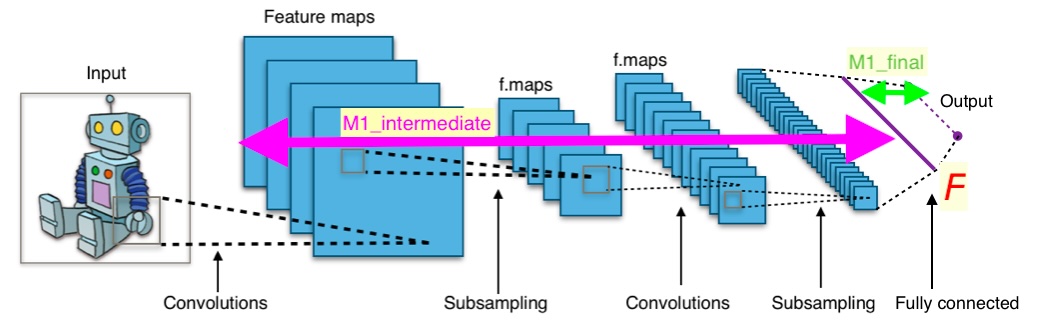 Feature maps
Input
f.maps
f.maps
M1_final
Output
M1_intermediate
F
Convolutions
Subsampling
Convolutions
Subsampling
Fully connected